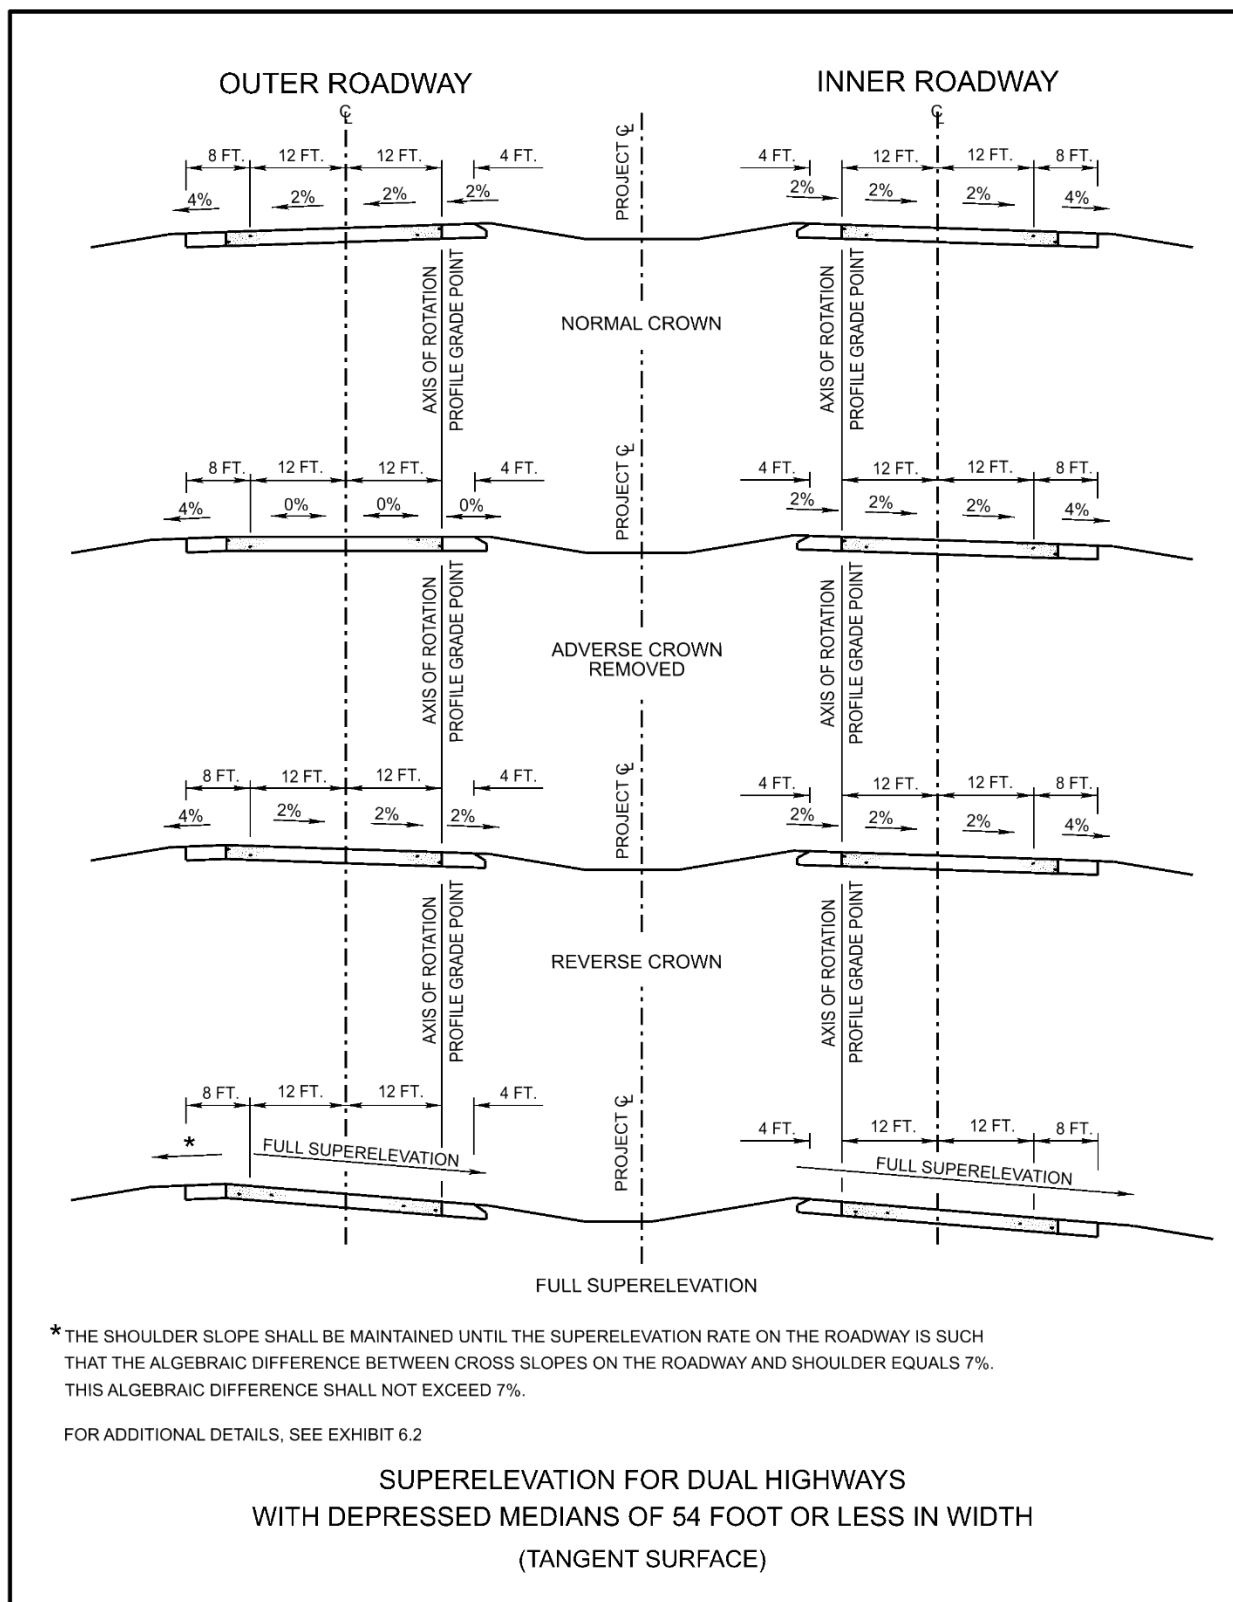 OUTER ROADWAY INNER ROADWAY
℄ PROJECT ℄ ℄
8 FT. 12 FT. 12 FT. 4 FT. 4 FT. 12 FT. 12 FT. 8 FT.
4% 2% 2% 2% 2% 2% 2% 4%
AXIS OF ROTATION
PROFILE GRADE POINT
NORMAL CROWN
AXIS OF ROTATION
PROFILE GRADE POINT
PROJECT ℄
8 FT. 12 FT. 12 FT. 4 FT. 4 FT. 12 FT. 12 FT. 8 FT.
4% 0% 0% 0% 2% 2% 2% 4%
AXIS OF ROTATION
PROFILE GRADE POINT
ADVERSE CROWN
REMOVED
AXIS OF ROTATION
PROFILE GRADE POINT
PROJECT ℄
8 FT. 12 FT. 12 FT. 4 FT. 4 FT. 12 FT. 12 FT. 8 FT.
4% 2% 2% 2% 2% 2% 2% 4%
AXIS OF ROTATION
PROFILE GRADE POINT
REVERSE CROWN
AXIS OF ROTATION
PROFILE GRADE POINT
PROJECT ℄
8 FT. 12 FT. 12 FT. 4 FT. 4 FT. 12 FT. 12 FT. 8 FT.
* FULL SUPERELEVATION FULL SUPERELEVATION
FULL SUPERELEVATION
* THE SHOULDER SLOPE SHALL BE MAINTAINED UNTIL THE SUPERELEVATION RATE ON THE ROADWAY IS SUCH
THAT THE ALGEBRAIC DIFFERENCE BETWEEN CROSS SLOPES ON THE ROADWAY AND SHOULDER EQUALS 7%.
THIS ALGEBRAIC DIFFERENCE SHALL NOT EXCEED 7%.
FOR ADDITIONAL DETAILS, SEE EXHIBIT 6.2
SUPERELEVATION FOR DUAL HIGHWAYS
WITH DEPRESSED MEDIANS OF 54 FOOT OR LESS IN WIDTH
(TANGENT SURFACE)